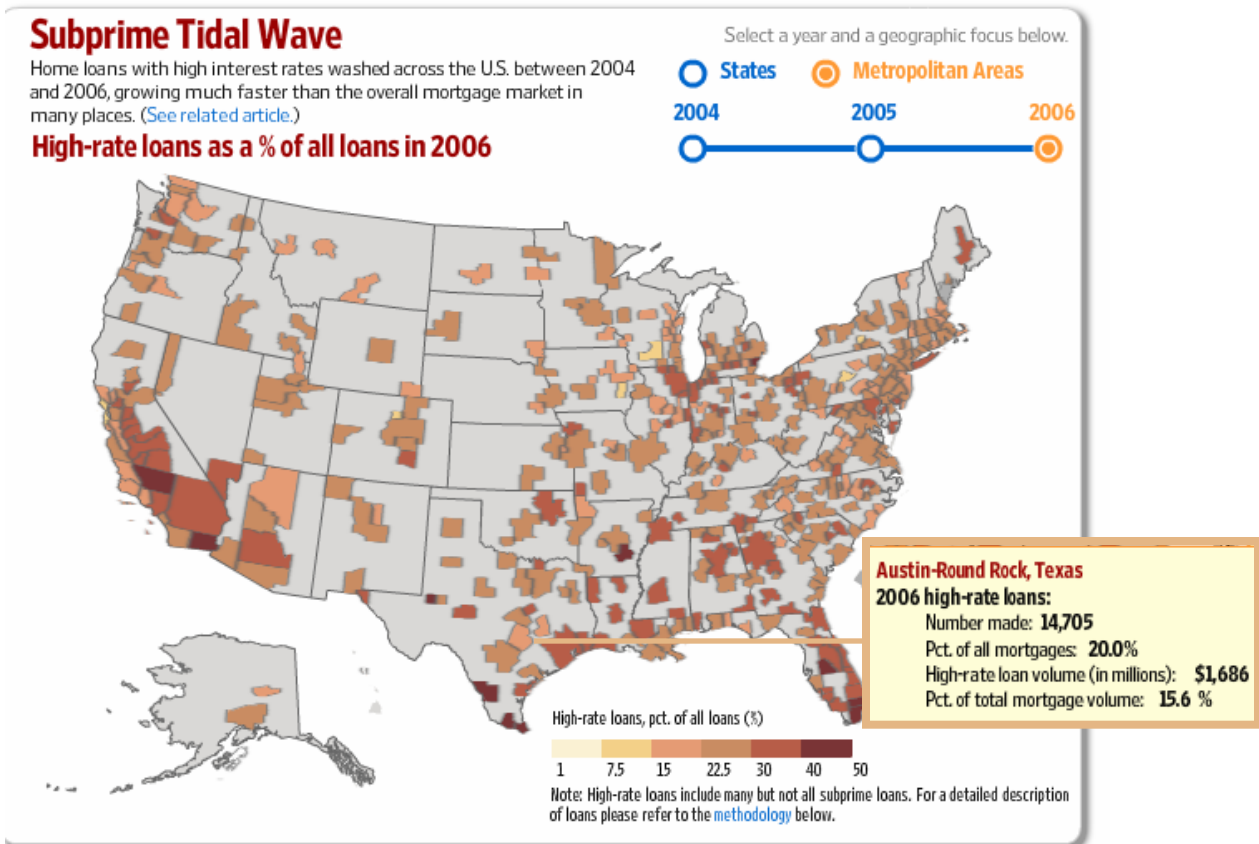 Subprime Tidal Wave
Home loans with high interest rates washed across the U.S. between 2004
and 2006, growing much faster than the overall mortgage market in
many places. (See related article.)
High-rate loans as a % of all loans in 2006
Select a year and a geographic focus below.
States Metropolitan Areas
2004 2005 2006
Austin-Round Rock, Texas
2006 high-rate loans:
Number made: 14,705
Pct. of all mortgages: 20.0%
High-rate loan volume (in millions): $1,686
Pct. of total mortgage volume: 15.6 %
High-rate loans, pct. of all loans (%)
1 7.5 15 22.5 30 40 50
Note: High-rate loans include many but not all subprime loans. For a detailed description
of loans please refer to the methodology below.